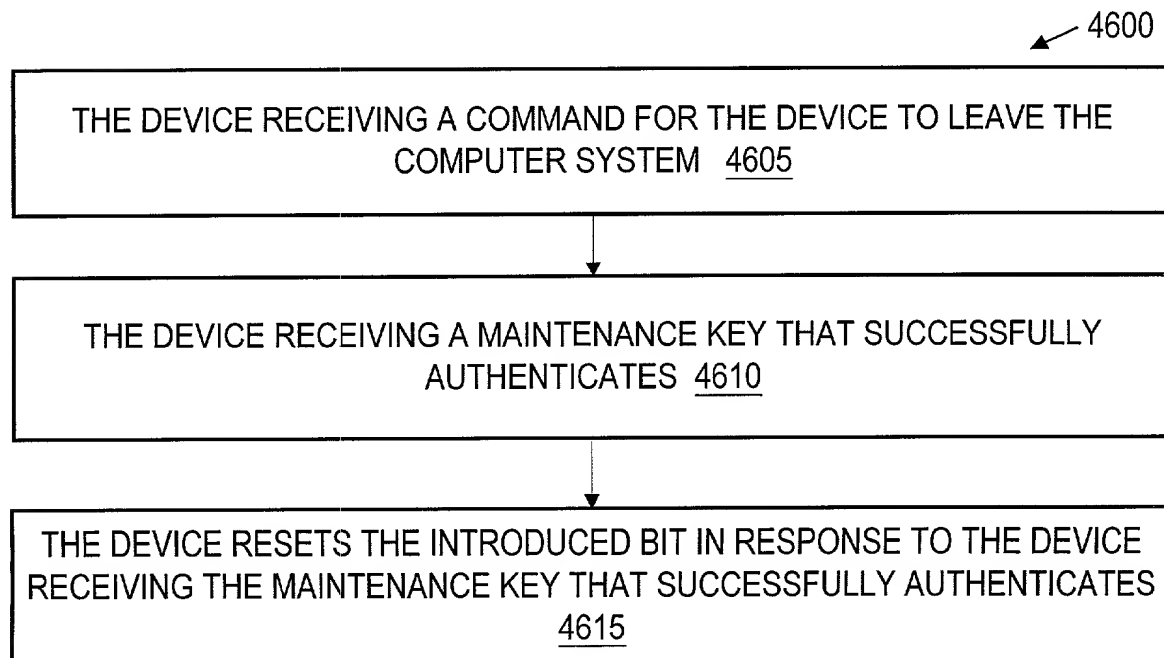 4600
THE DEVICE RECEIVING A COMMAND FOR THE DEVICE TO LEAVE THE
COMPUTER SYSTEM 4605
THE DEVICE RECEIVING A MAINTENANCE KEY THAT SUCCESSFULLY
AUTHENTICATES 4610
THE DEVICE RESETS THE INTRODUCED BIT IN RESPONSE TO THE DEVICE
RECEIVING THE MAINTENANCE KEY THAT SUCCESSFULLY AUTHENTICATES
4615